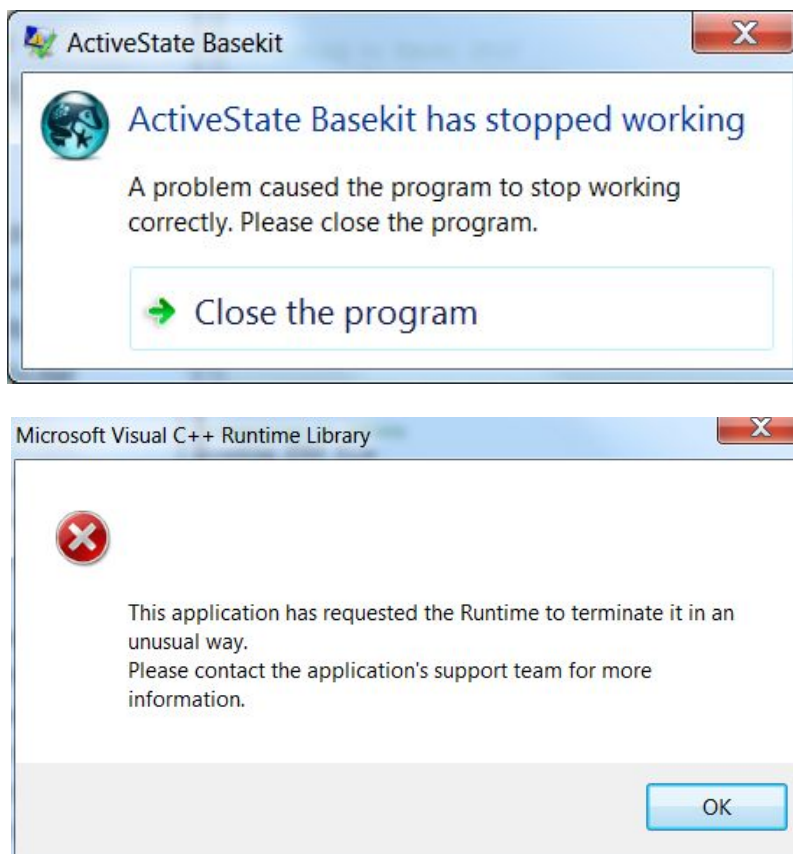 ActiveState Basekit
ActiveState Basekit has stopped working
A problem caused the program to stop working
correctly. Please close the program.
Close the program
Microsoft Visual C++ Runtime Library
This application has requested the Runtime to terminate it in an
unusual way.
Please contact the application's support team for more
information.
OK